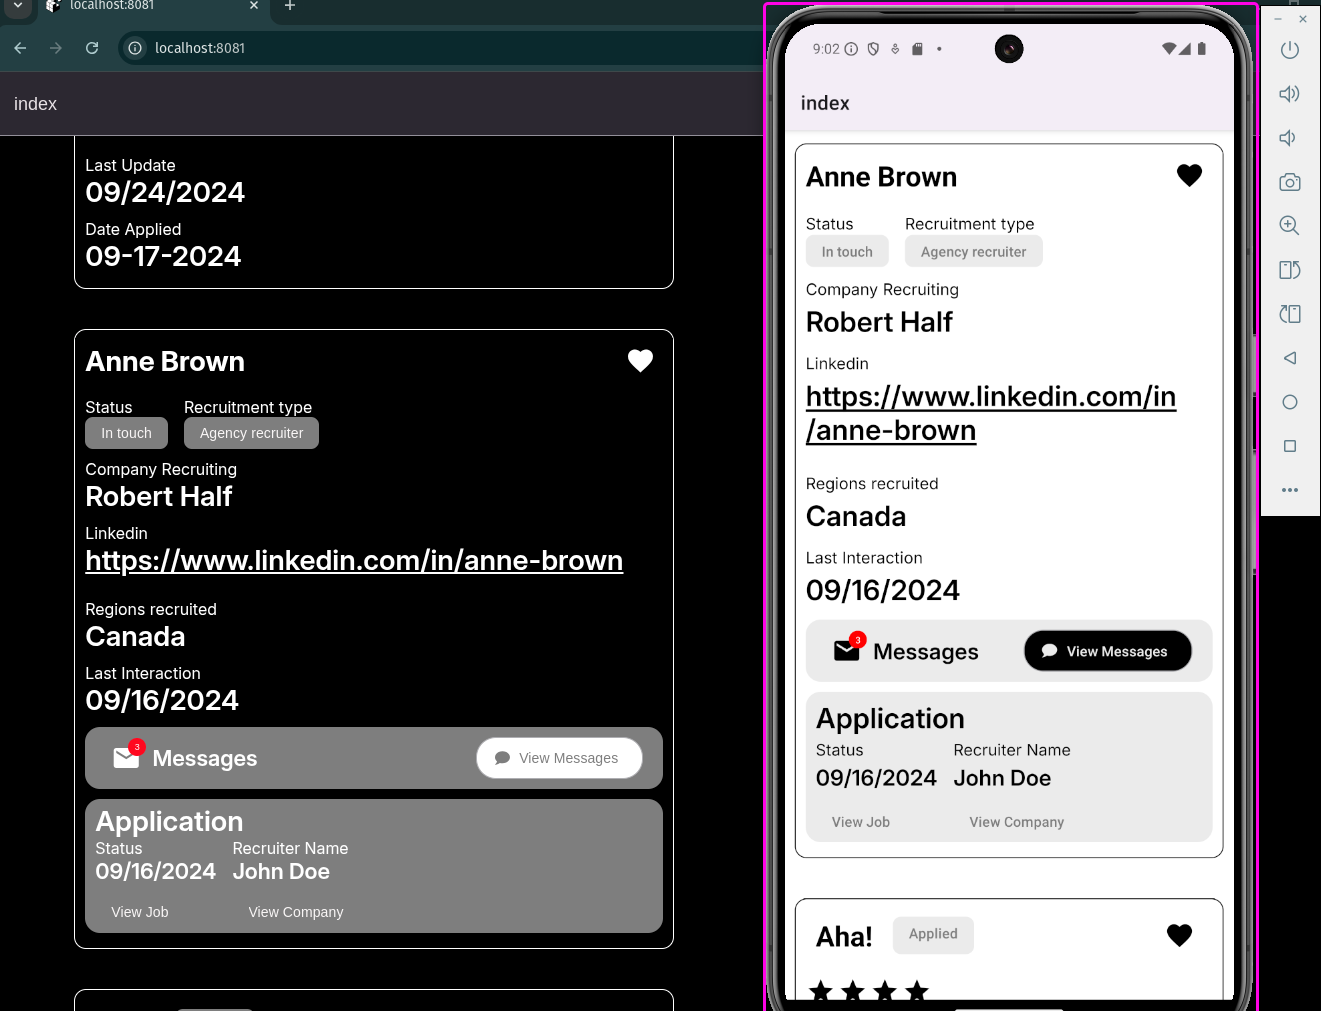 localhost:8081
localhost:8081
index
Last Update
09/24/2024
Date Applied
09-17-2024
Anne Brown
Status Recruitment type
In touch Agency recruiter
Company Recruiting
Robert Half
Linkedin
https://www.linkedin.com/in/anne-brown
Regions recruited
Canada
Last Interaction
09/16/2024
3
Messages View Messages
Application
Status Recruiter Name
09/16/2024 John Doe
View Job View Company
9:02
index
Anne Brown
Status Recruitment type
In touch Agency recruiter
Company Recruiting
Robert Half
Linkedin
https://www.linkedin.com/in
/anne-brown
Regions recruited
Canada
Last Interaction
09/16/2024
3
Messages View Messages
Application
Status Recruiter Name
09/16/2024 John Doe
View Job View Company
Aha! Applied